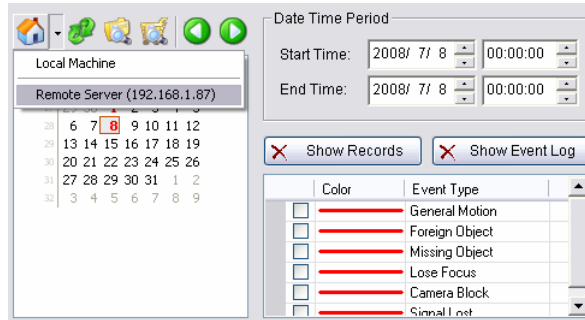 Date Time Period
Start Time: 2008/ 7/ 8 00:00:00
End Time: 2008/ 7/ 8 00:00:00
Local Machine
Remote Server (192.168.1.87)
28 6 7 8 9 10 11 12
29 13 14 15 16 17 18 19
30 20 21 22 23 24 25 26
31 27 28 29 30 31 1 2
32 3 4 5 6 7 8 9
Show Records
Show Event Log
Color Event Type
General Motion
Foreign Object
Missing Object
Lose Focus
Camera Block
Signal Lost